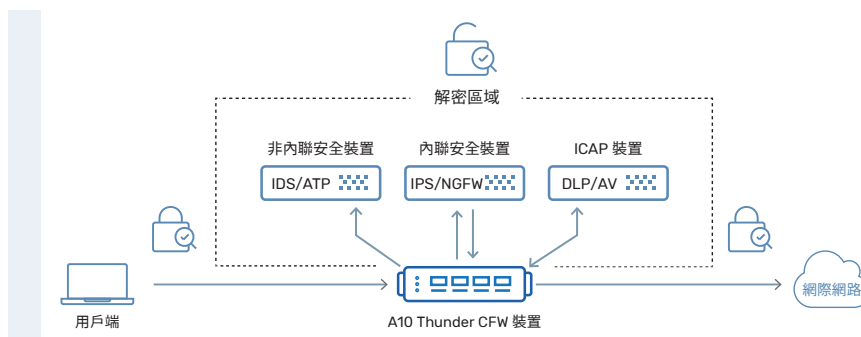 解密區域
非內聯安全裝置
內聯安全裝置
ICAP 裝置
IDS/ATP
IPS/NGFW
DLP/AV
用戶端
A10 Thunder CFW 裝置
網際網路